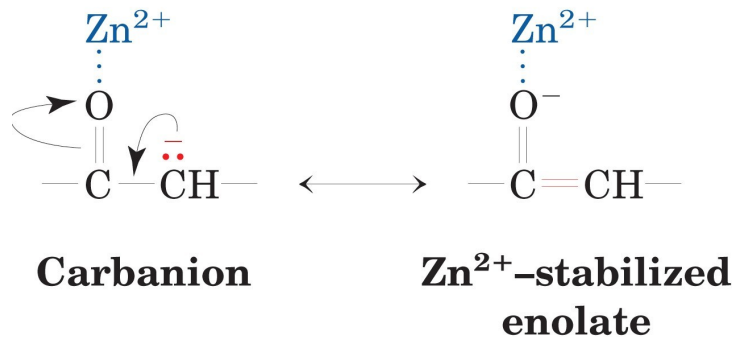 Zn²⁺ Zn²⁺
O O⁻
C CH C CH
Carbanion Zn²⁺–stabilized
enolate